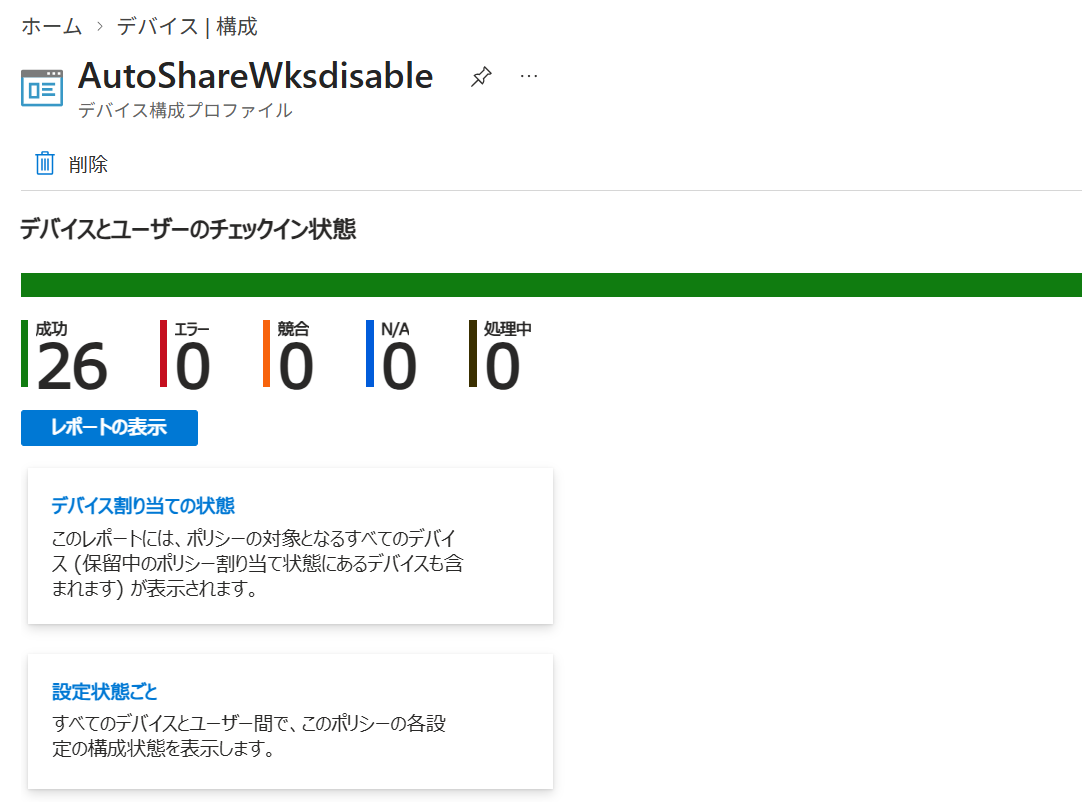 ホーム > デバイス | 構成
AutoShareWksdisable
デバイス構成プロファイル
削除
デバイスとユーザーのチェックイン状態
成功 エラー 競合 N/A 処理中
26 0 0 0 0
レポートの表示
デバイス割り当ての状態
このレポートには、ポリシーの対象となるすべてのデバイ
ス (保留中のポリシー割り当て状態にあるデバイスも含
まれます) が表示されます。
設定状態ごと
すべてのデバイスとユーザー間で、このポリシーの各設
定の構成状態を表示します。